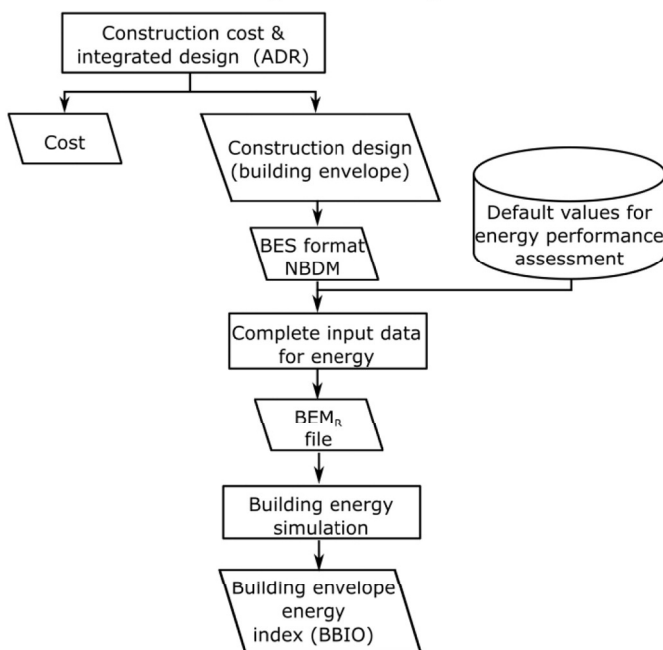 Construction cost &
integrated design (ADR)
Cost
Construction design
(building envelope)
Default values for
energy performance
assessment
BES format
NBDM
Complete input data
for energy
BEM_R
file
Building energy
simulation
Building envelope
energy
index (BBIO)